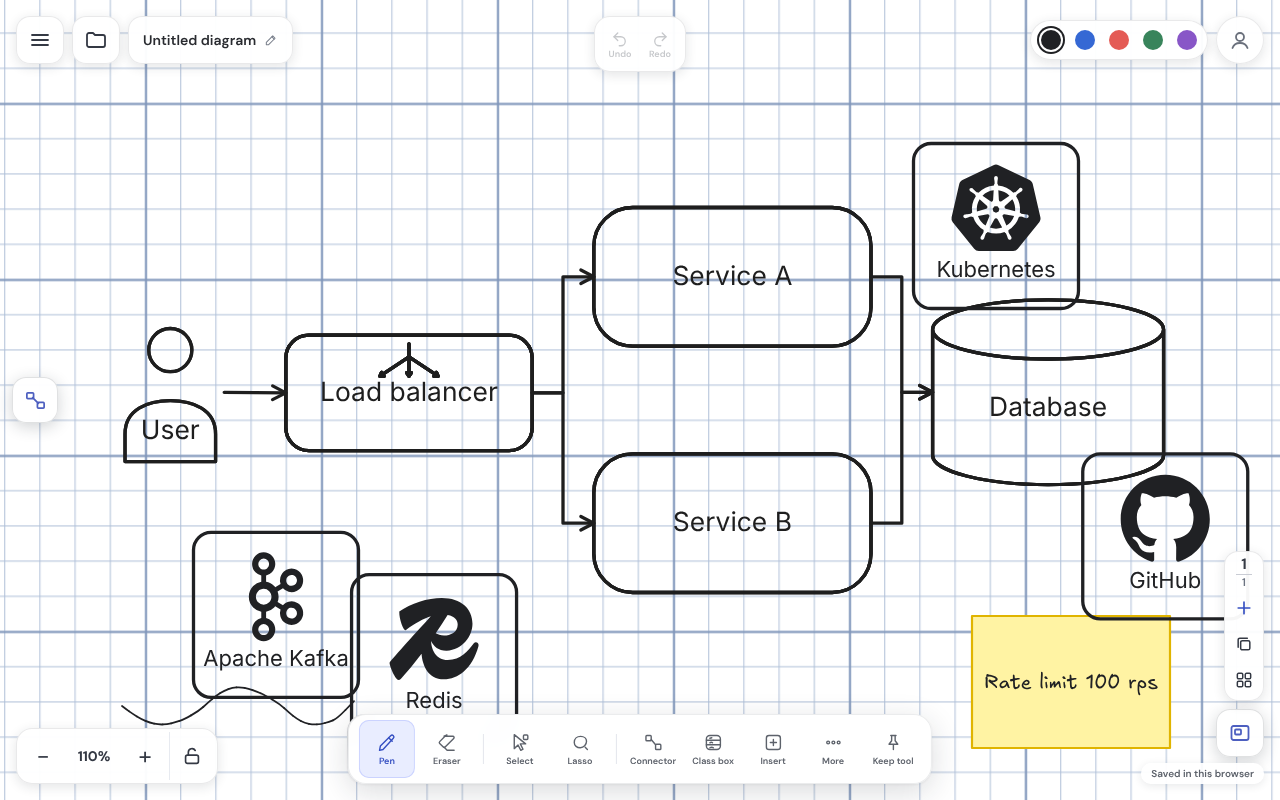 Untitled diagram
Undo
Redo
Kubernetes
Service A
Load balancer
User
Database
Service B
GitHub
Apache Kafka
Redis
Rate limit 100 rps
1
1
110%
Pen
Eraser
Select
Lasso
Connector
Class box
Insert
More
Keep tool
Saved in this browser